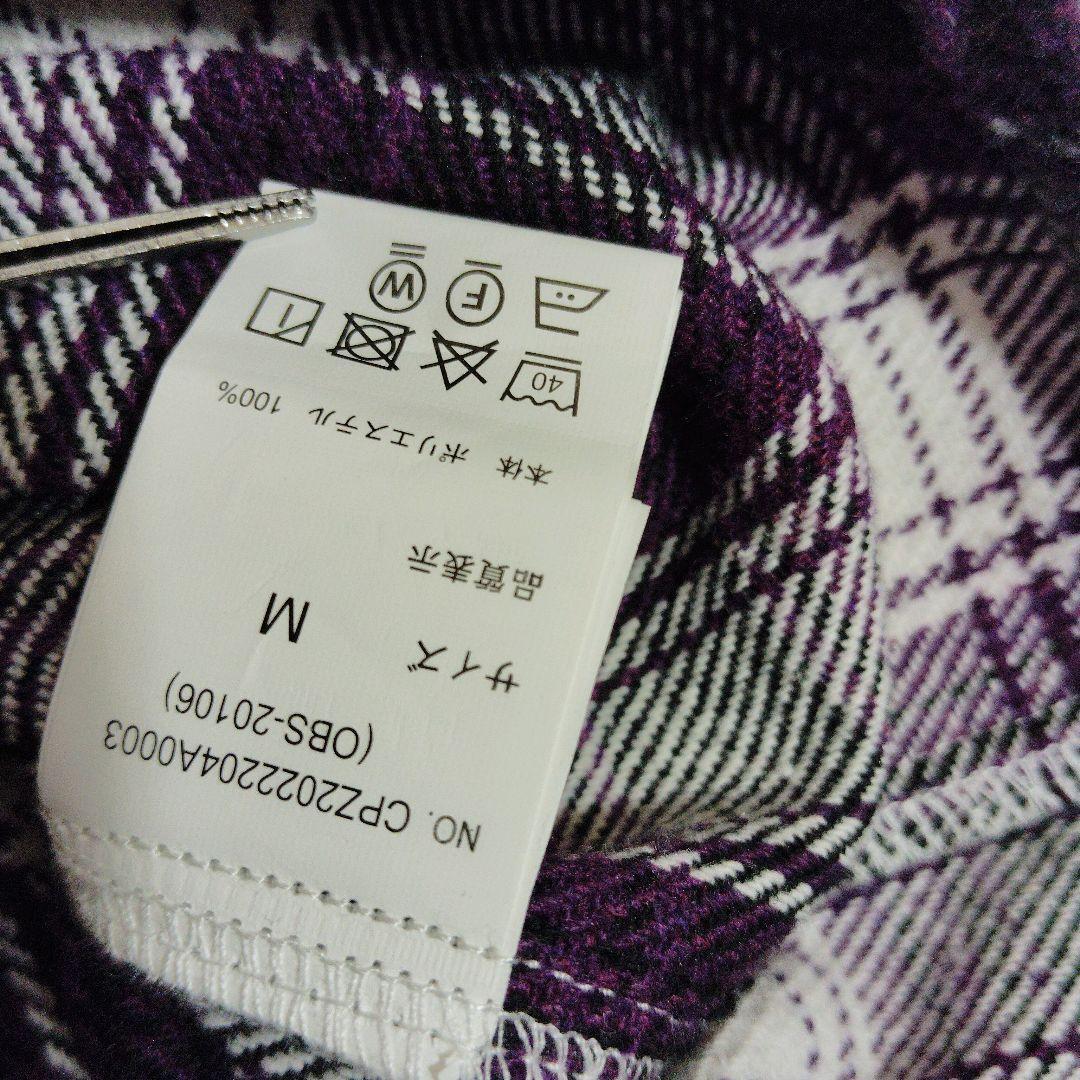 NO. CPZ2022204A0003
(OBS-20106)
サイズ M
品質表示
本体 ポリエステル 100%
40
F W